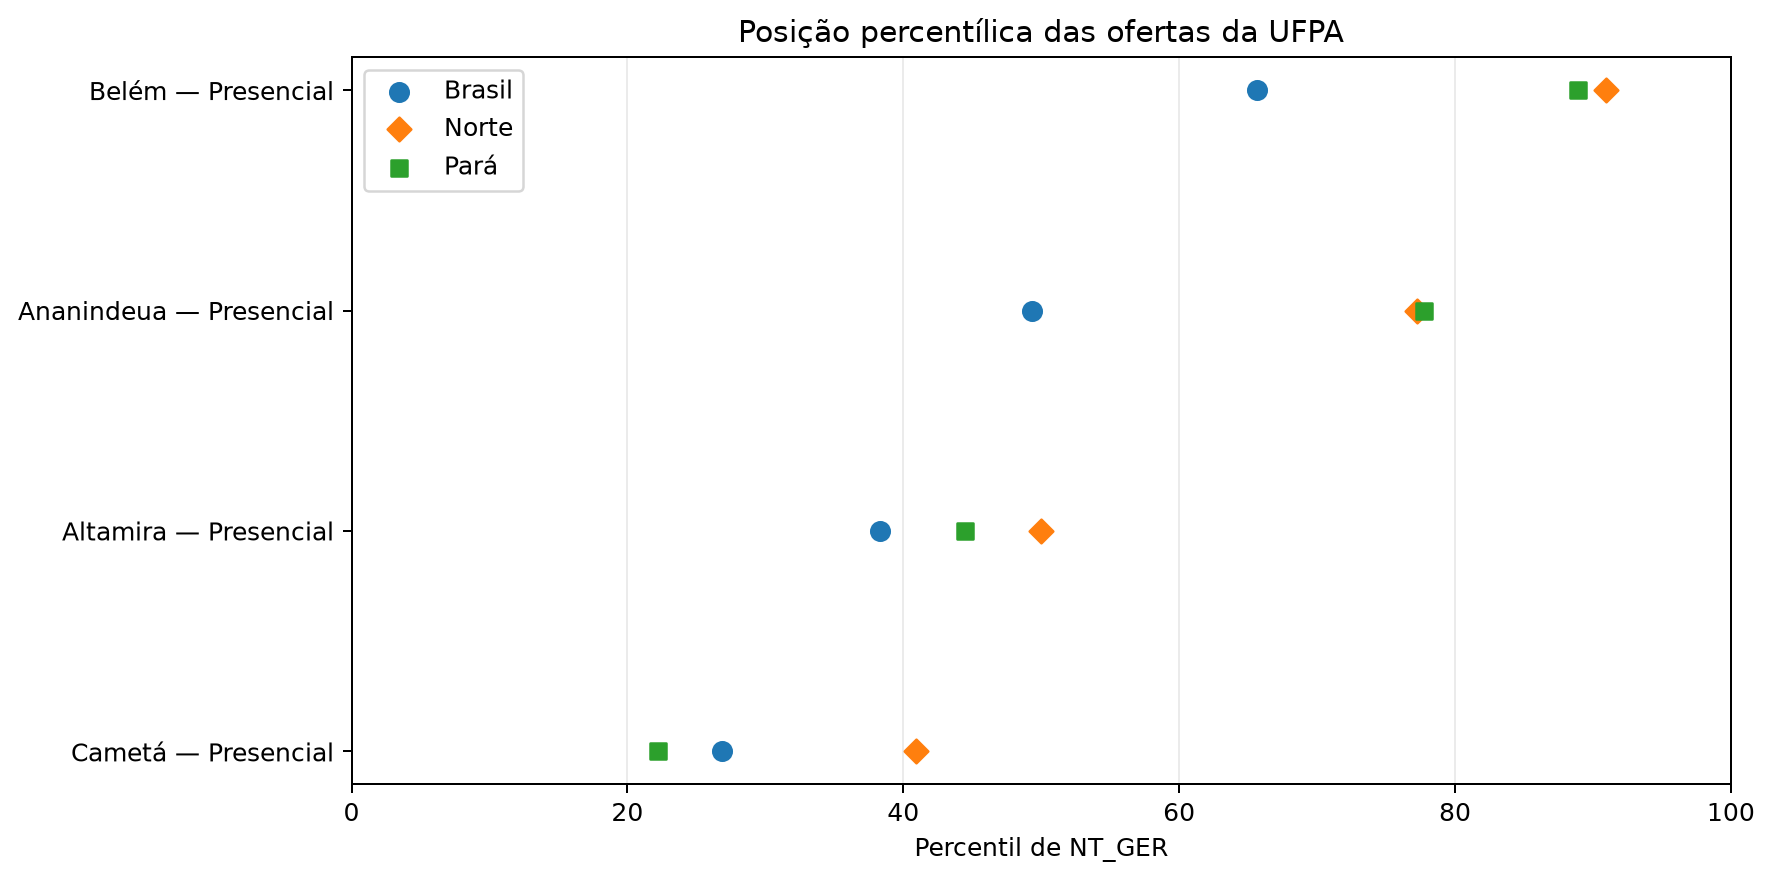 Posição percentílica das ofertas da UFPA
Brasil
Norte
Pará
Belém — Presencial
Ananindeua — Presencial
Altamira — Presencial
Cametá — Presencial
0 20 40 60 80 100
Percentil de NT_GER